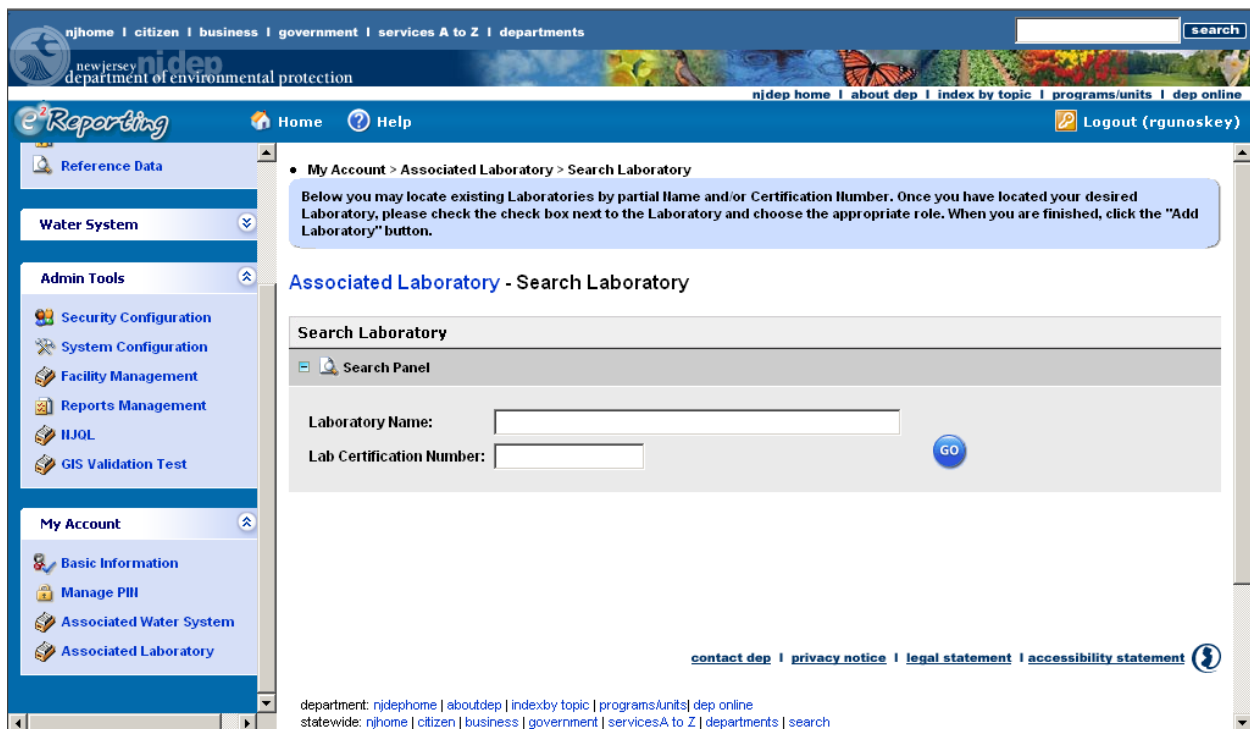 njhome | citizen | business | government | services A to Z | departments
search
newjersey njdep
department of environmental protection
njdep home | about dep | index by topic | programs/units | dep online
e2Reporting
Home
Help
Logout (rgunoskey)
Reference Data
Water System
Admin Tools
Security Configuration
System Configuration
Facility Management
Reports Management
NJQL
GIS Validation Test
My Account
Basic Information
Manage PIN
Associated Water System
Associated Laboratory
• My Account > Associated Laboratory > Search Laboratory
Below you may locate existing Laboratories by partial Name and/or Certification Number. Once you have located your desired
Laboratory, please check the check box next to the Laboratory and choose the appropriate role. When you are finished, click the "Add
Laboratory" button.
Associated Laboratory - Search Laboratory
Search Laboratory
Search Panel
Laboratory Name:
Lab Certification Number:
GO
contact dep | privacy notice | legal statement | accessibility statement
department: njdephome | aboutdep | indexby topic | programs/units| dep online
statewide: njhome | citizen | business | government | servicesA to Z | departments | search